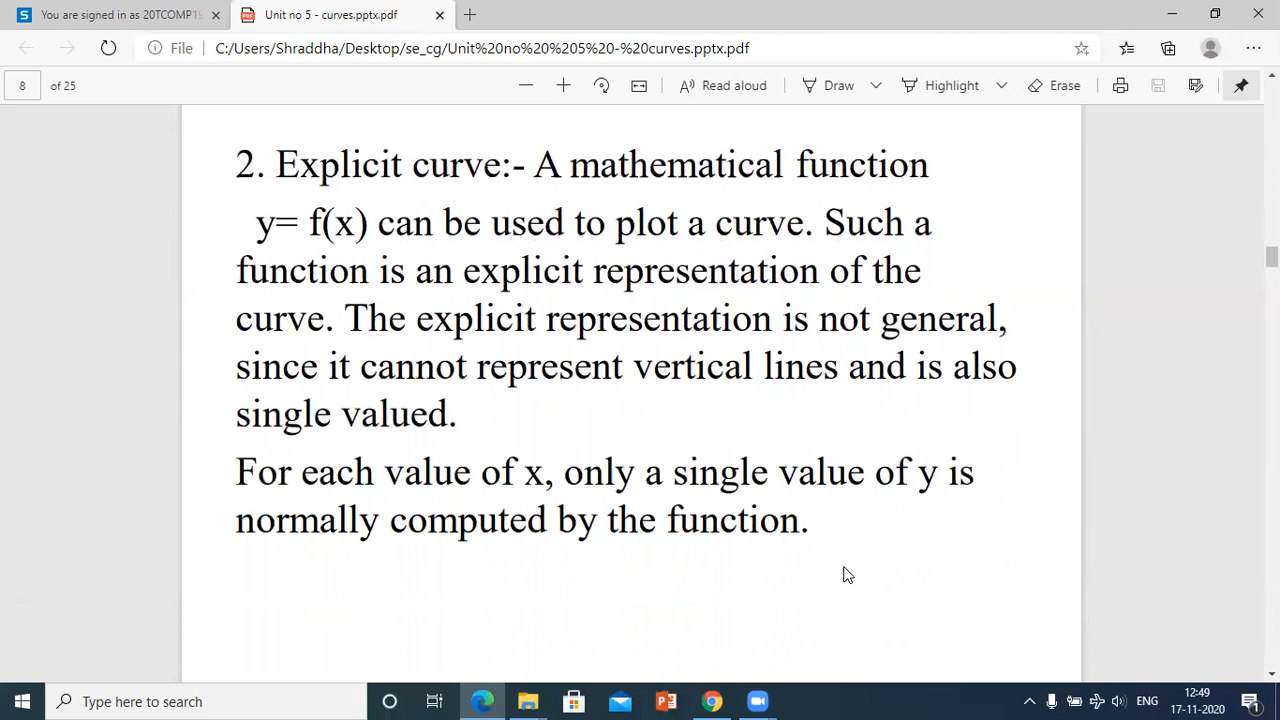 You are signed in as 20TCOMP19
Unit no 5 - curves.pptx.pdf
File
C:/Users/Shraddha/Desktop/se_cg/Unit%20no%20%205%20-%20curves.pptx.pdf
8 of 25
Read aloud
Draw
Highlight
Erase
2. Explicit curve:- A mathematical function
y= f(x) can be used to plot a curve. Such a
function is an explicit representation of the
curve. The explicit representation is not general,
since it cannot represent vertical lines and is also
single valued.
For each value of x, only a single value of y is
normally computed by the function.
Type here to search
ENG
12:49
17-11-2020
1